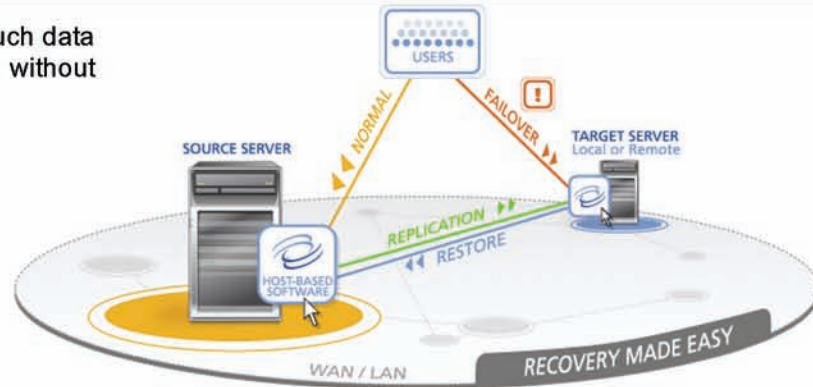 uch data
without
USERS
NORMAL
FAILOVER
!
SOURCE SERVER
TARGET SERVER
Local or Remote
REPLICATION
RESTORE
HOST-BASED
SOFTWARE
WAN / LAN
RECOVERY MADE EASY